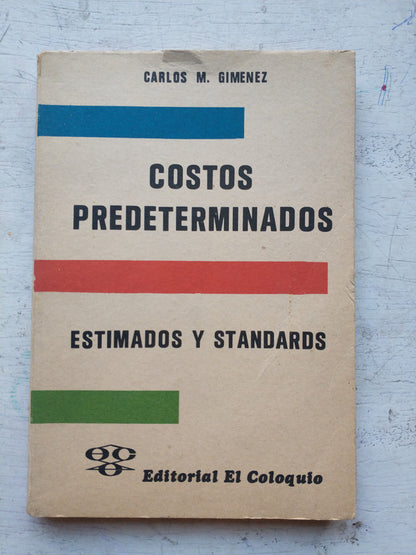 CARLOS M. GIMENEZ
COSTOS
PREDETERMINADOS
ESTIMADOS Y STANDARDS
Editorial El Coloquio